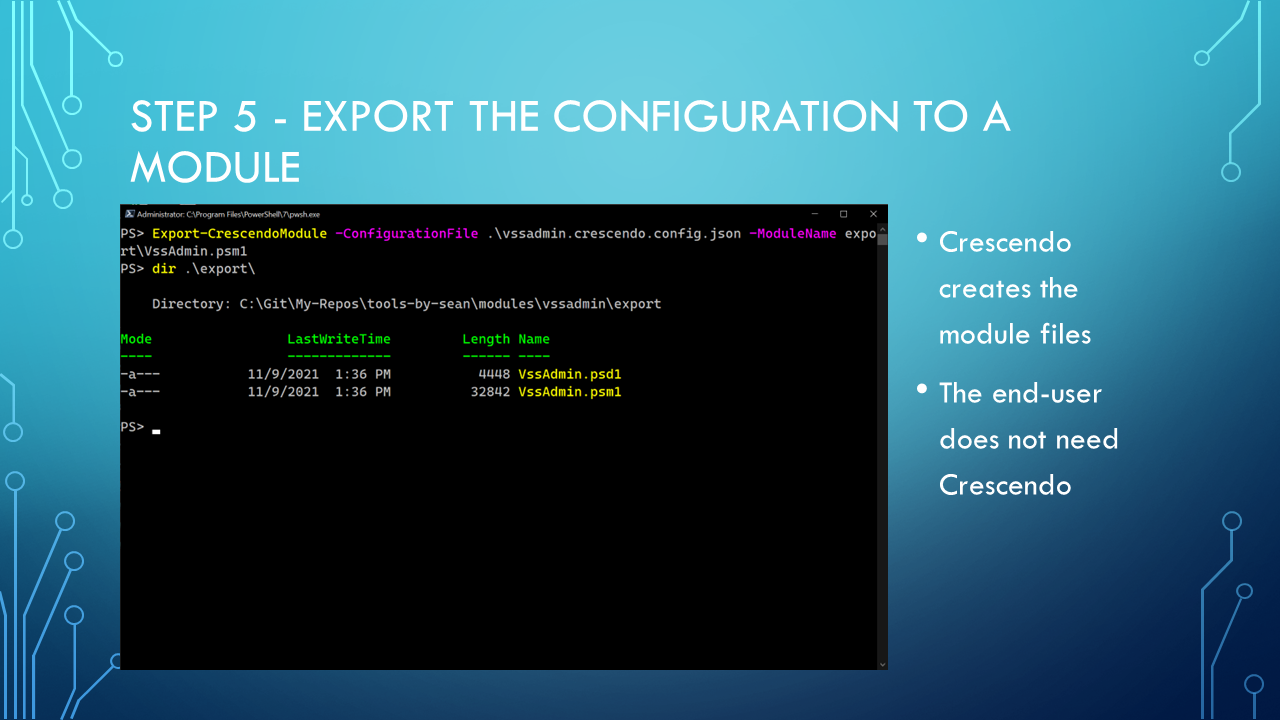 STEP 5 - EXPORT THE CONFIGURATION TO A
MODULE
Administrator: C:\Program Files\PowerShell\7\pwsh.exe
PS> Export-CrescendoModule -ConfigurationFile .\vssadmin.crescendo.config.json -ModuleName expo
rt\VssAdmin.psm1
PS> dir .\export\
Directory: C:\Git\My-Repos\tools-by-sean\modules\vssadmin\export
Mode LastWriteTime Length Name
---- ------------- ------ ----
-a--- 11/9/2021 1:36 PM 4448 VssAdmin.psd1
-a--- 11/9/2021 1:36 PM 32842 VssAdmin.psm1
PS>
• Crescendo
creates the
module files
• The end-user
does not need
Crescendo